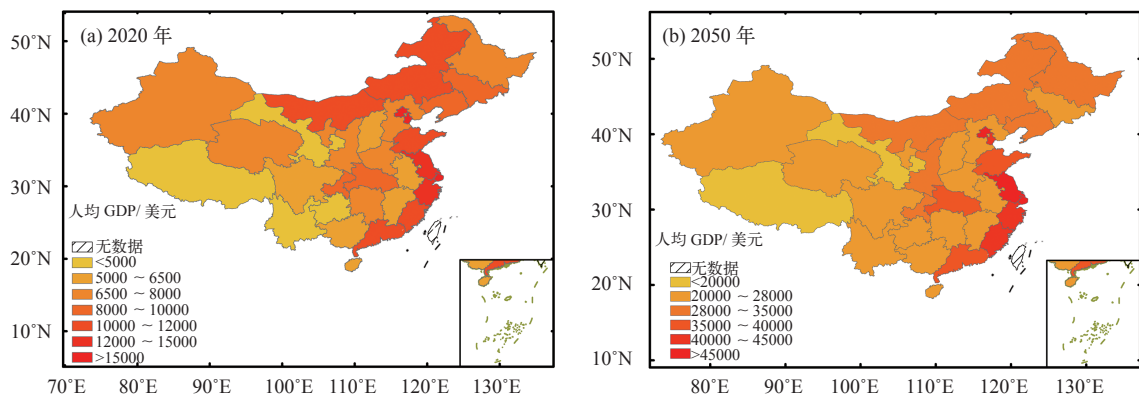 (a) 2020 年
50˚N
40˚N
30˚N
20˚N
10˚N
人均 GDP/ 美元
无数据
<5000
5000 ~ 6500
6500 ~ 8000
8000 ~ 10000
10000 ~ 12000
12000 ~ 15000
>15000
70˚E 80˚E 90˚E 100˚E 110˚E 120˚E 130˚E
(b) 2050 年
50˚N
40˚N
30˚N
20˚N
10˚N
人均 GDP/ 美元
无数据
<20000
20000 ~ 28000
28000 ~ 35000
35000 ~ 40000
40000 ~ 45000
>45000
80˚E 90˚E 100˚E 110˚E 120˚E 130˚E